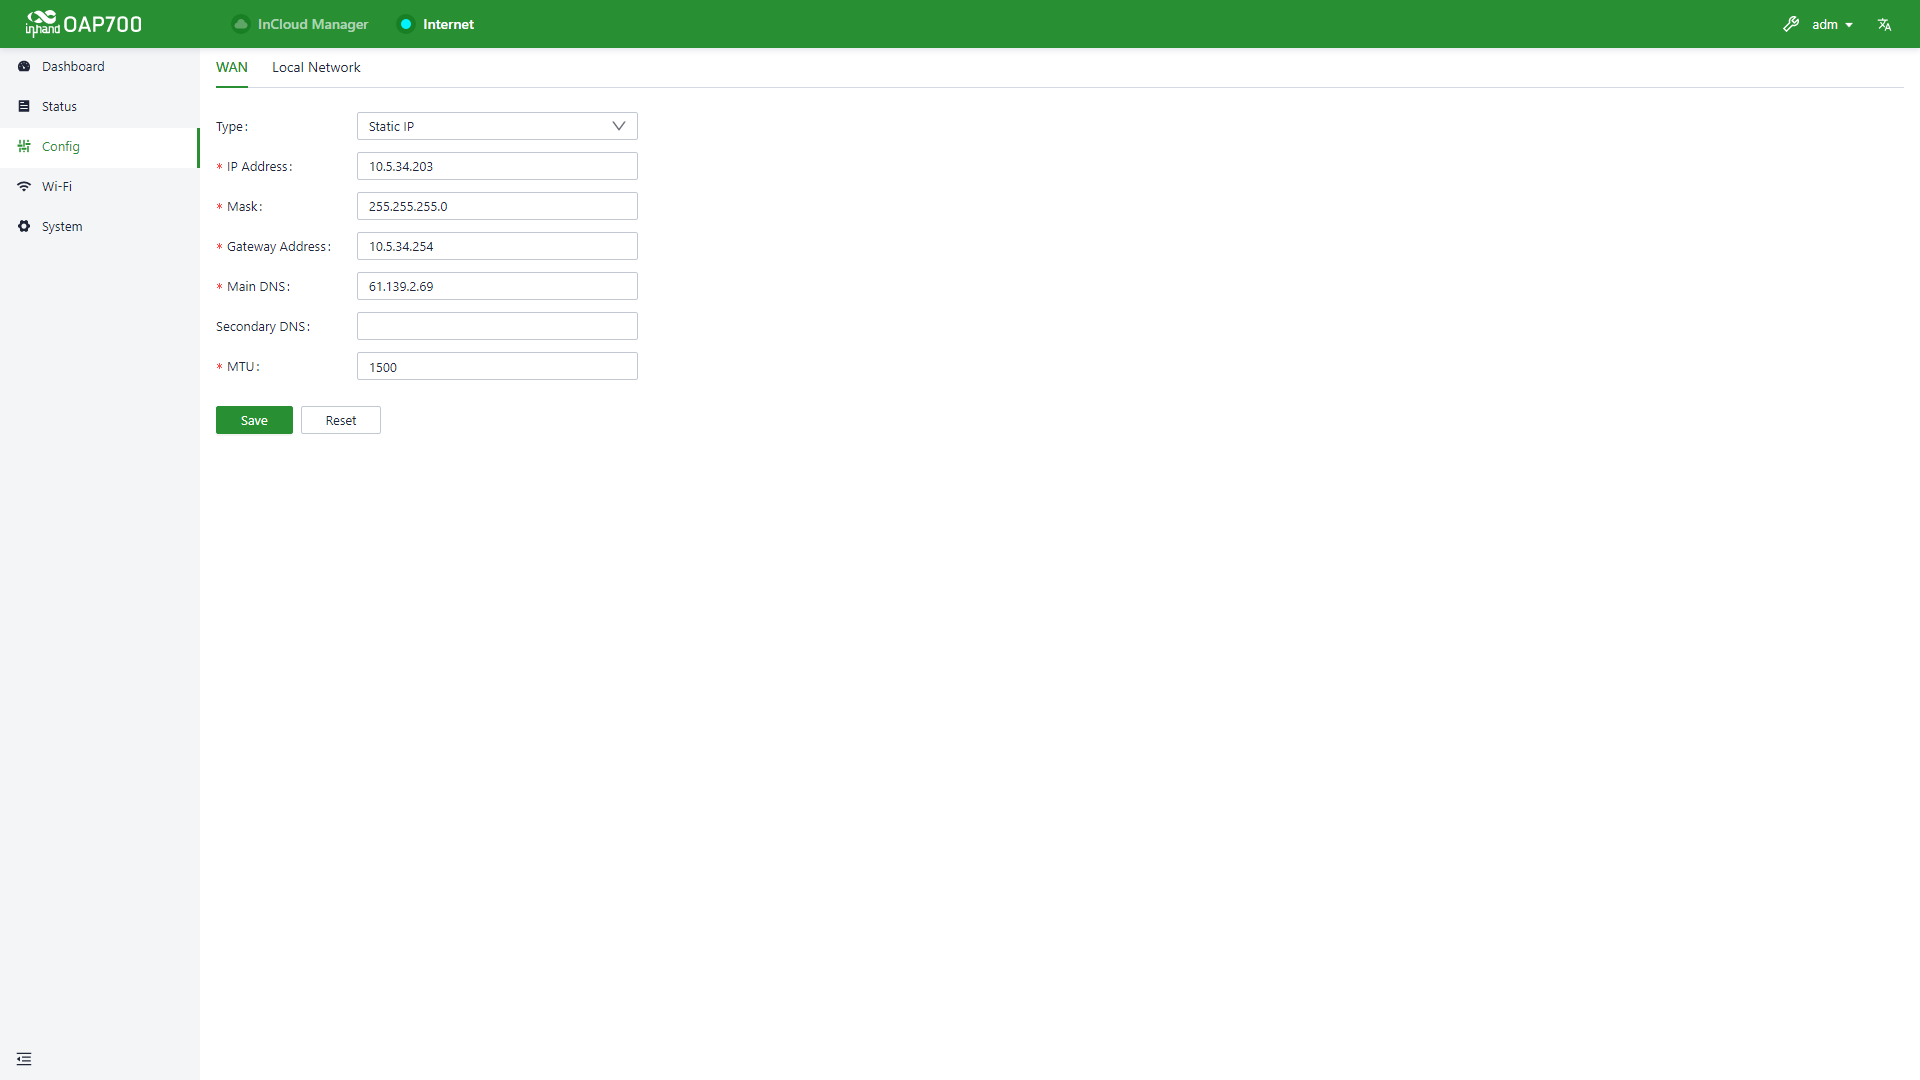 inhand OAP700
InCloud Manager
Internet
adm
Dashboard
Status
Config
Wi-Fi
System
WAN
Local Network
Type:
Static IP
* IP Address:
10.5.34.203
* Mask:
255.255.255.0
* Gateway Address:
10.5.34.254
* Main DNS:
61.139.2.69
Secondary DNS:
* MTU:
1500
Save
Reset